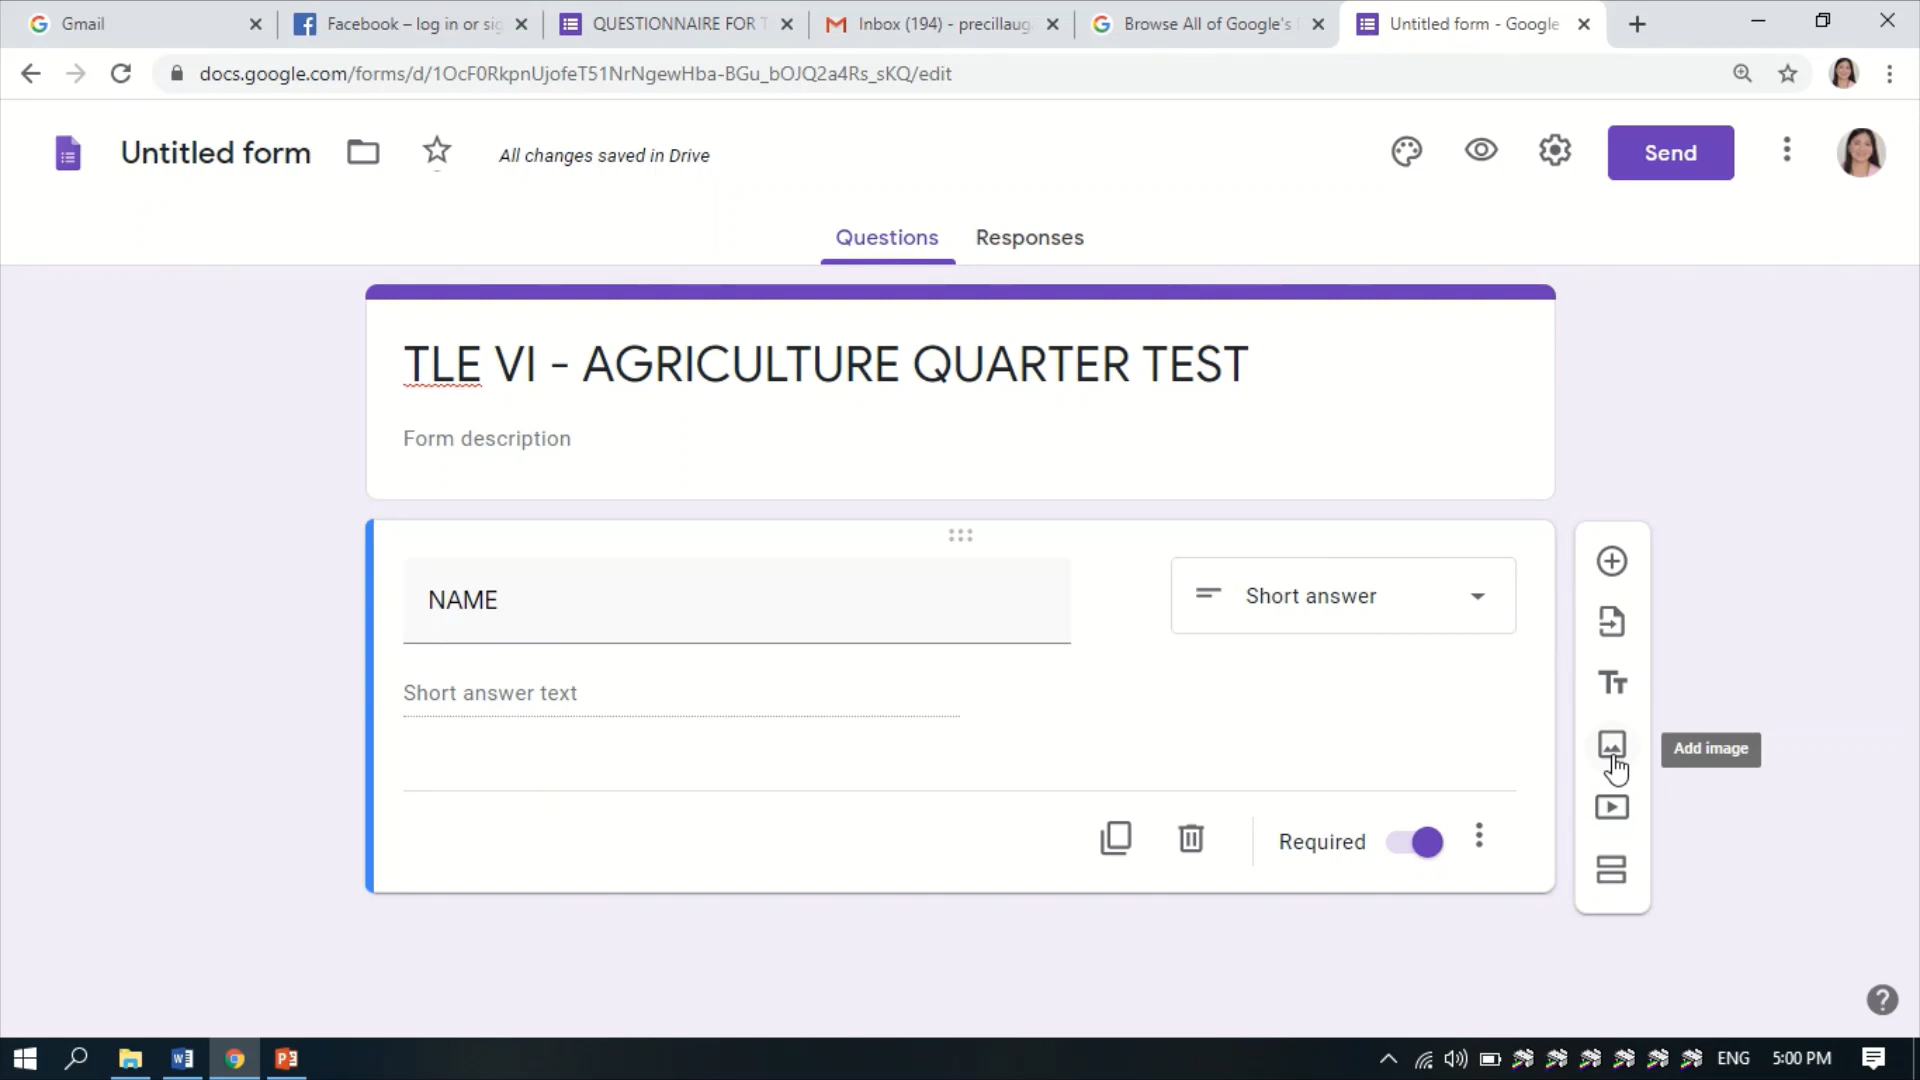 Gmail
Facebook – log in or sig
QUESTIONNAIRE FOR T
Inbox (194) - precillaug
Browse All of Google's
Untitled form - Google
docs.google.com/forms/d/1OcF0RkpnUjofeT51NrNgewHba-BGu_bOJQ2a4Rs_sKQ/edit
Untitled form
All changes saved in Drive
Send
Questions
Responses
TLE VI - AGRICULTURE QUARTER TEST
Form description
NAME
Short answer
Short answer text
Add image
Required
ENG
5:00 PM